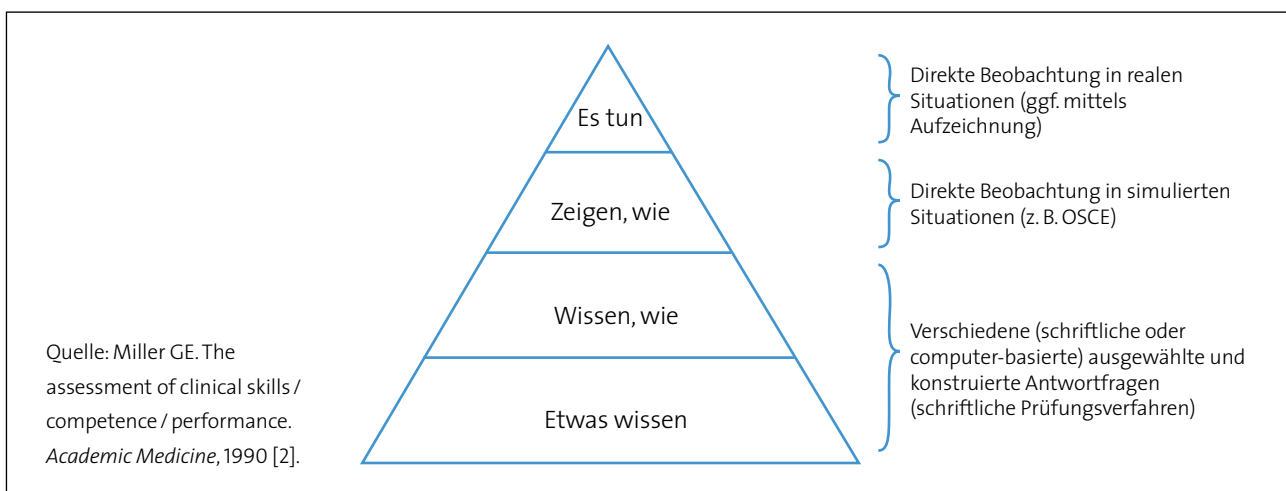 Es tun
Zeigen, wie
Wissen, wie
Etwas wissen
Direkte Beobachtung in realen
Situationen (ggf. mittels
Aufzeichnung)
Direkte Beobachtung in simulierten
Situationen (z. B. OSCE)
Verschiedene (schriftliche oder
computer-basierte) ausgewählte und
konstruierte Antwortfragen
(schriftliche Prüfungsverfahren)
Quelle: Miller GE. The
assessment of clinical skills /
competence / performance.
Academic Medicine, 1990 [2].